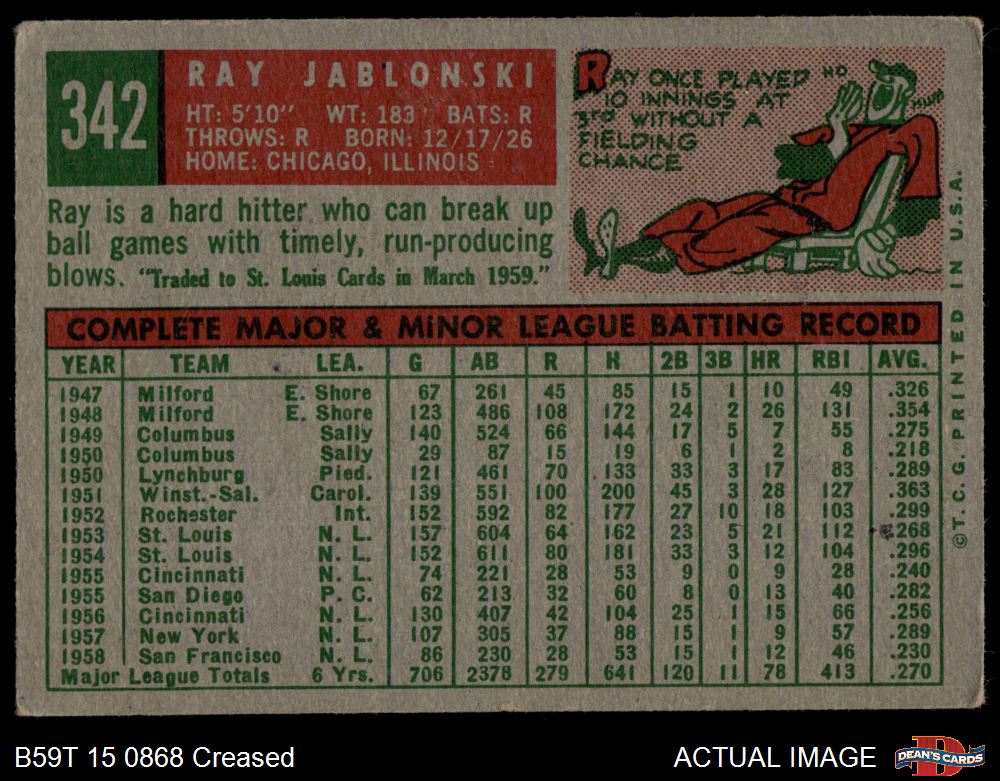 342
RAY JABLONSKI
HT: 5'10" WT: 183 BATS: R
THROWS: R BORN: 12/17/26
HOME: CHICAGO, ILLINOIS
Ray is a hard hitter who can break up
ball games with timely, run-producing
blows. "Traded to St. Louis Cards in March 1959."
RAY ONCE PLAYED
10 INNINGS AT
3rd WITHOUT A
FIELDING
CHANCE
HO
HUM
COMPLETE MAJOR & MINOR LEAGUE BATTING RECORD
YEAR TEAM LEA. G AB R H 2B 3B HR RBI AVG.
1947 Milford E. Shore 67 261 45 85 15 1 10 49 .326
1948 Milford E. Shore 123 486 108 172 24 2 26 131 .354
1949 Columbus Sally 140 524 66 144 17 5 7 55 .275
1950 Columbus Sally 29 87 15 19 6 1 2 8 .218
1950 Lynchburg Pied. 121 461 70 133 33 3 17 83 .289
1951 Winst.-Sal. Carol. 139 551 100 200 45 3 28 127 .363
1952 Rochester Int. 152 592 82 177 27 10 18 103 .299
1953 St. Louis N. L. 157 604 64 162 23 5 21 112 .268
1954 St. Louis N. L. 152 611 80 181 33 3 12 104 .296
1955 Cincinnati N. L. 74 221 28 53 9 0 9 28 .240
1955 San Diego P. C. 62 213 32 60 8 0 13 40 .282
1956 Cincinnati N. L. 130 407 42 104 25 1 15 66 .256
1957 New York N. L. 107 305 37 88 15 1 9 57 .289
1958 San Francisco N. L. 86 230 28 53 15 1 12 46 .230
Major League Totals 6 Yrs. 706 2378 279 641 120 11 78 413 .270
©T. C. G. PRINTED IN U.S.A.
B59T 15 0868 Creased
ACTUAL IMAGE
D
DEAN'S CARDS